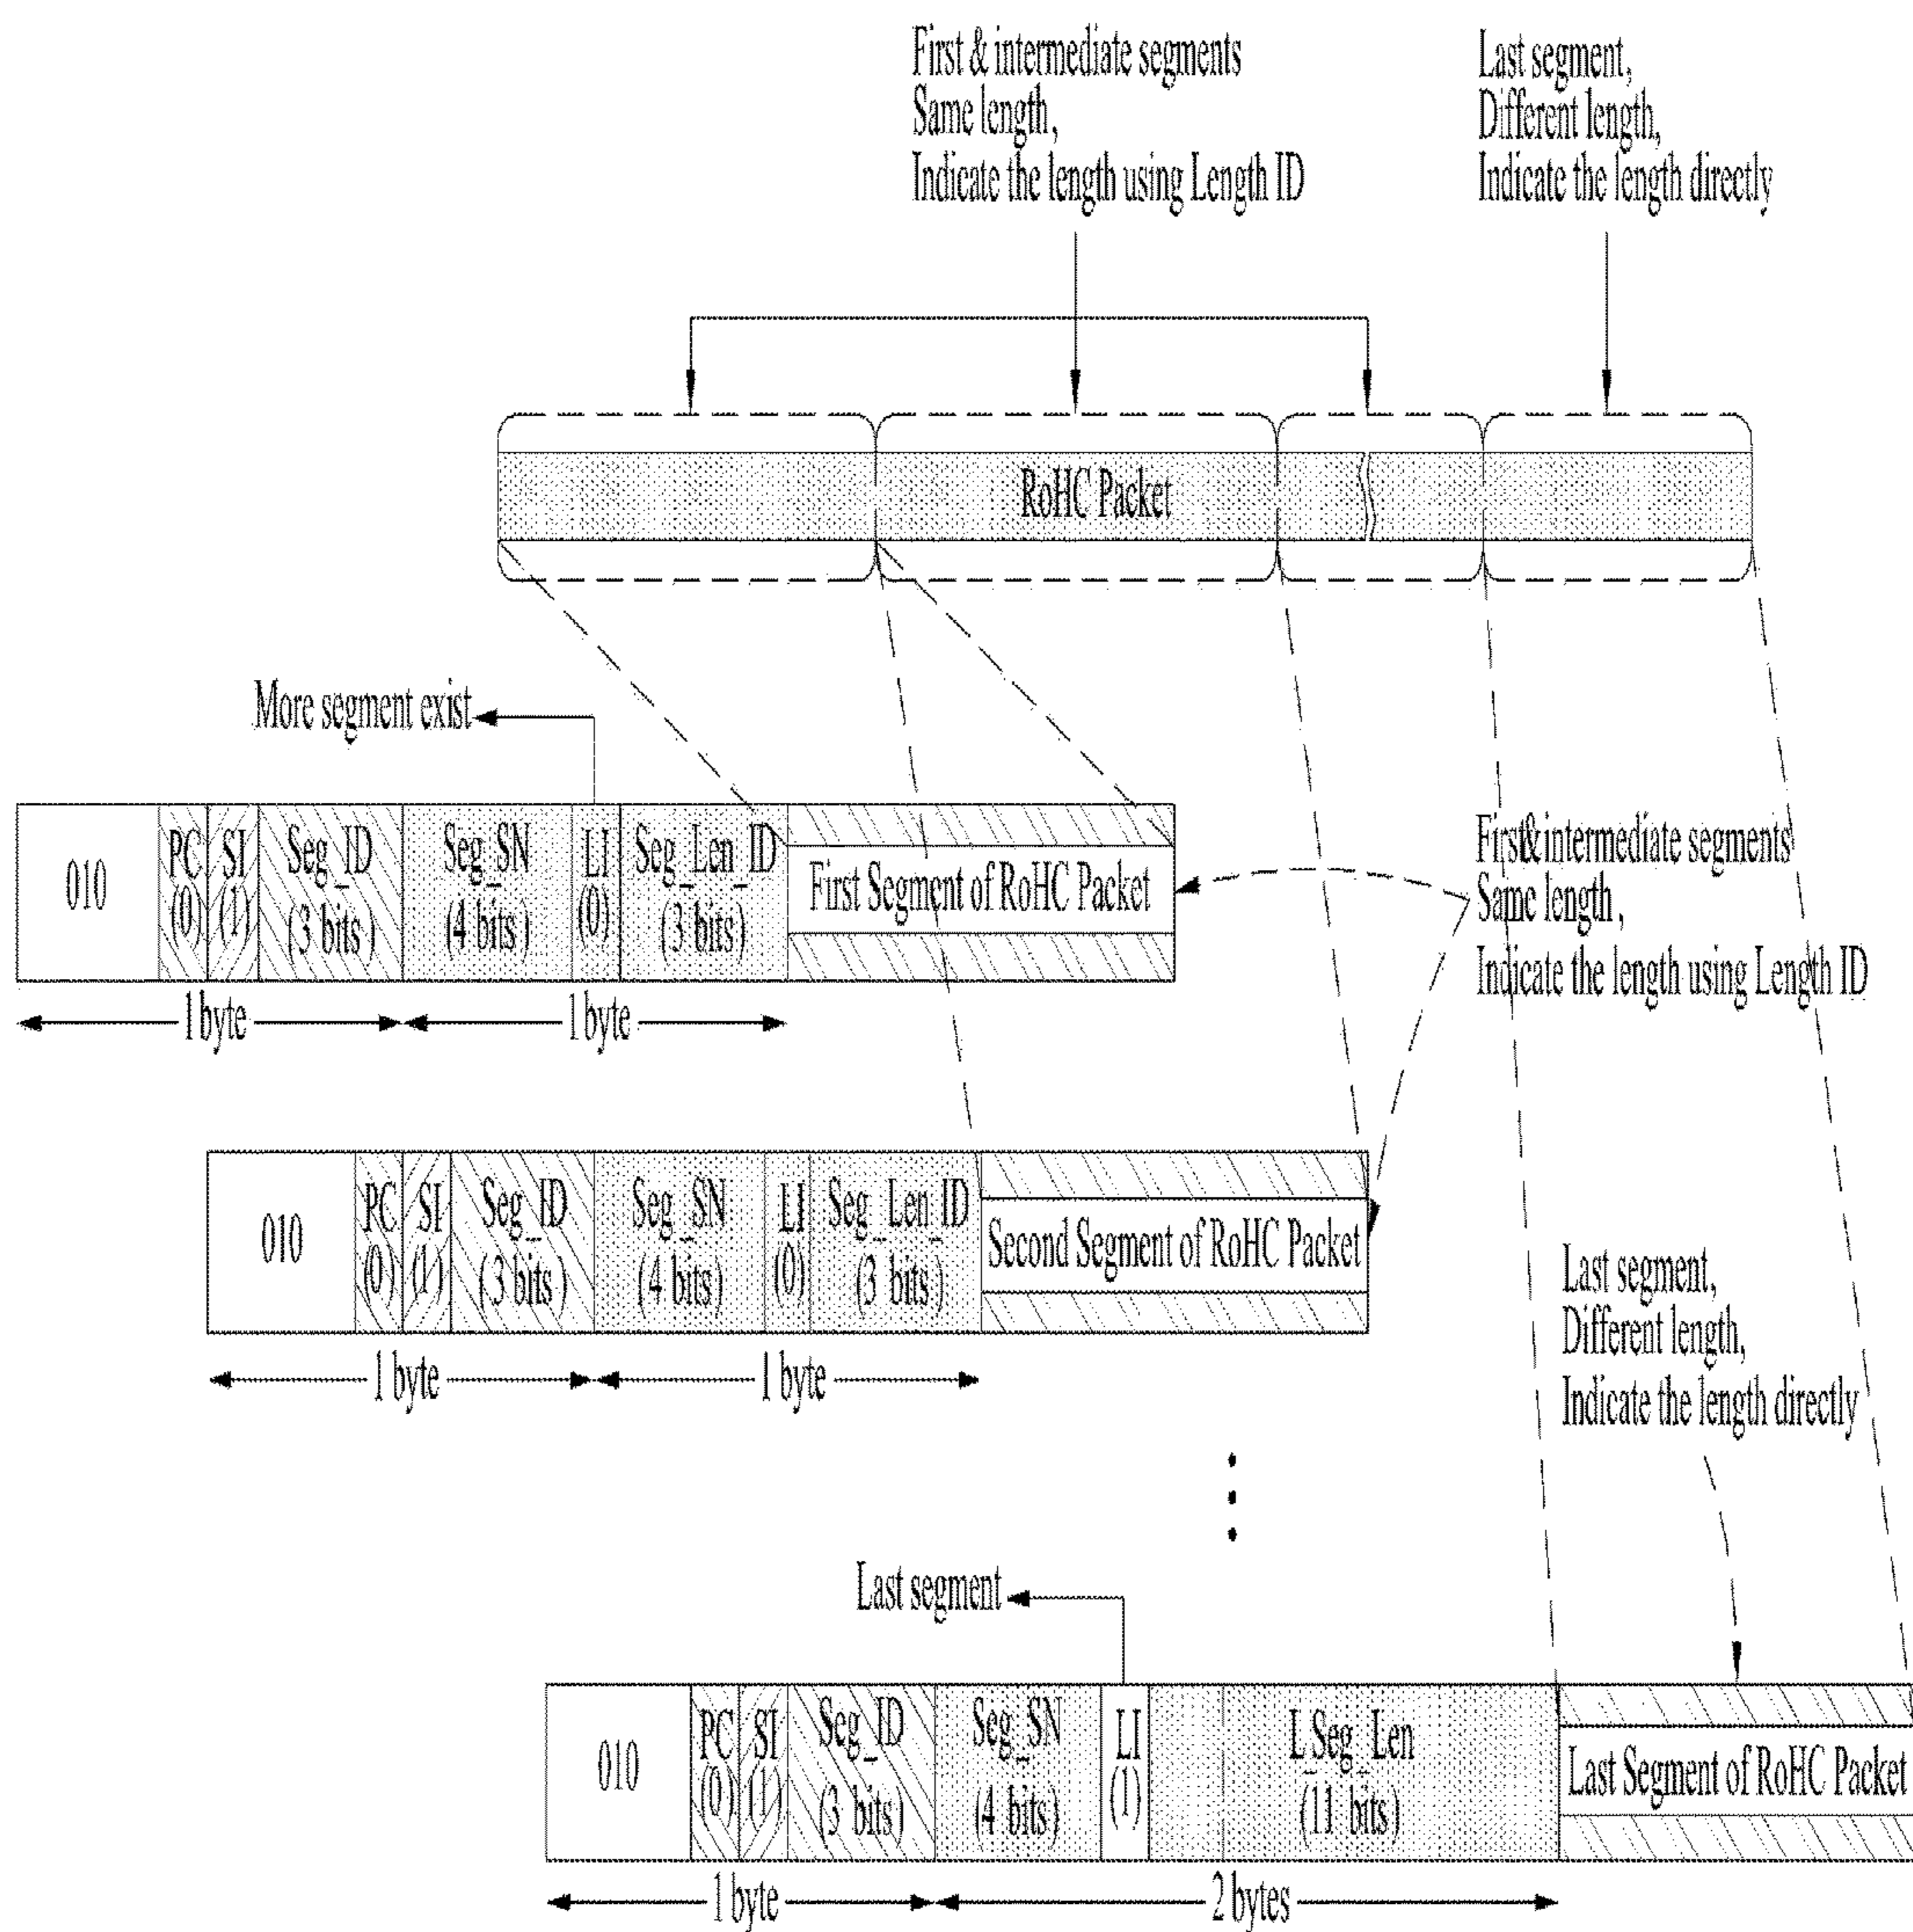 First & intermediate segments
Same length,
Indicate the length using Length ID
Last segment,
Different length,
Indicate the length directly
RoHC Packet
More segment exist
010
PC
(0)
SI
(1)
Seg_ID
(3 bits)
Seg_SN
(4 bits)
LI
(0)
Seg_Len_ID
(3 bits)
First Segment of RoHC Packet
1 byte
1 byte
First&intermediate segments
Same length,
Indicate the length using Length ID
010
PC
(0)
SI
(1)
Seg_ID
(3 bits)
Seg_SN
(4 bits)
LI
(0)
Seg_Len_ID
(3 bits)
Second Segment of RoHC Packet
1 byte
1 byte
Last segment,
Different length,
Indicate the length directly
Last segment
010
PC
(0)
SI
(1)
Seg_ID
(3 bits)
Seg_SN
(4 bits)
LI
(1)
L_Seg_Len
(11 bits)
Last Segment of RoHC Packet
1 byte
2 bytes